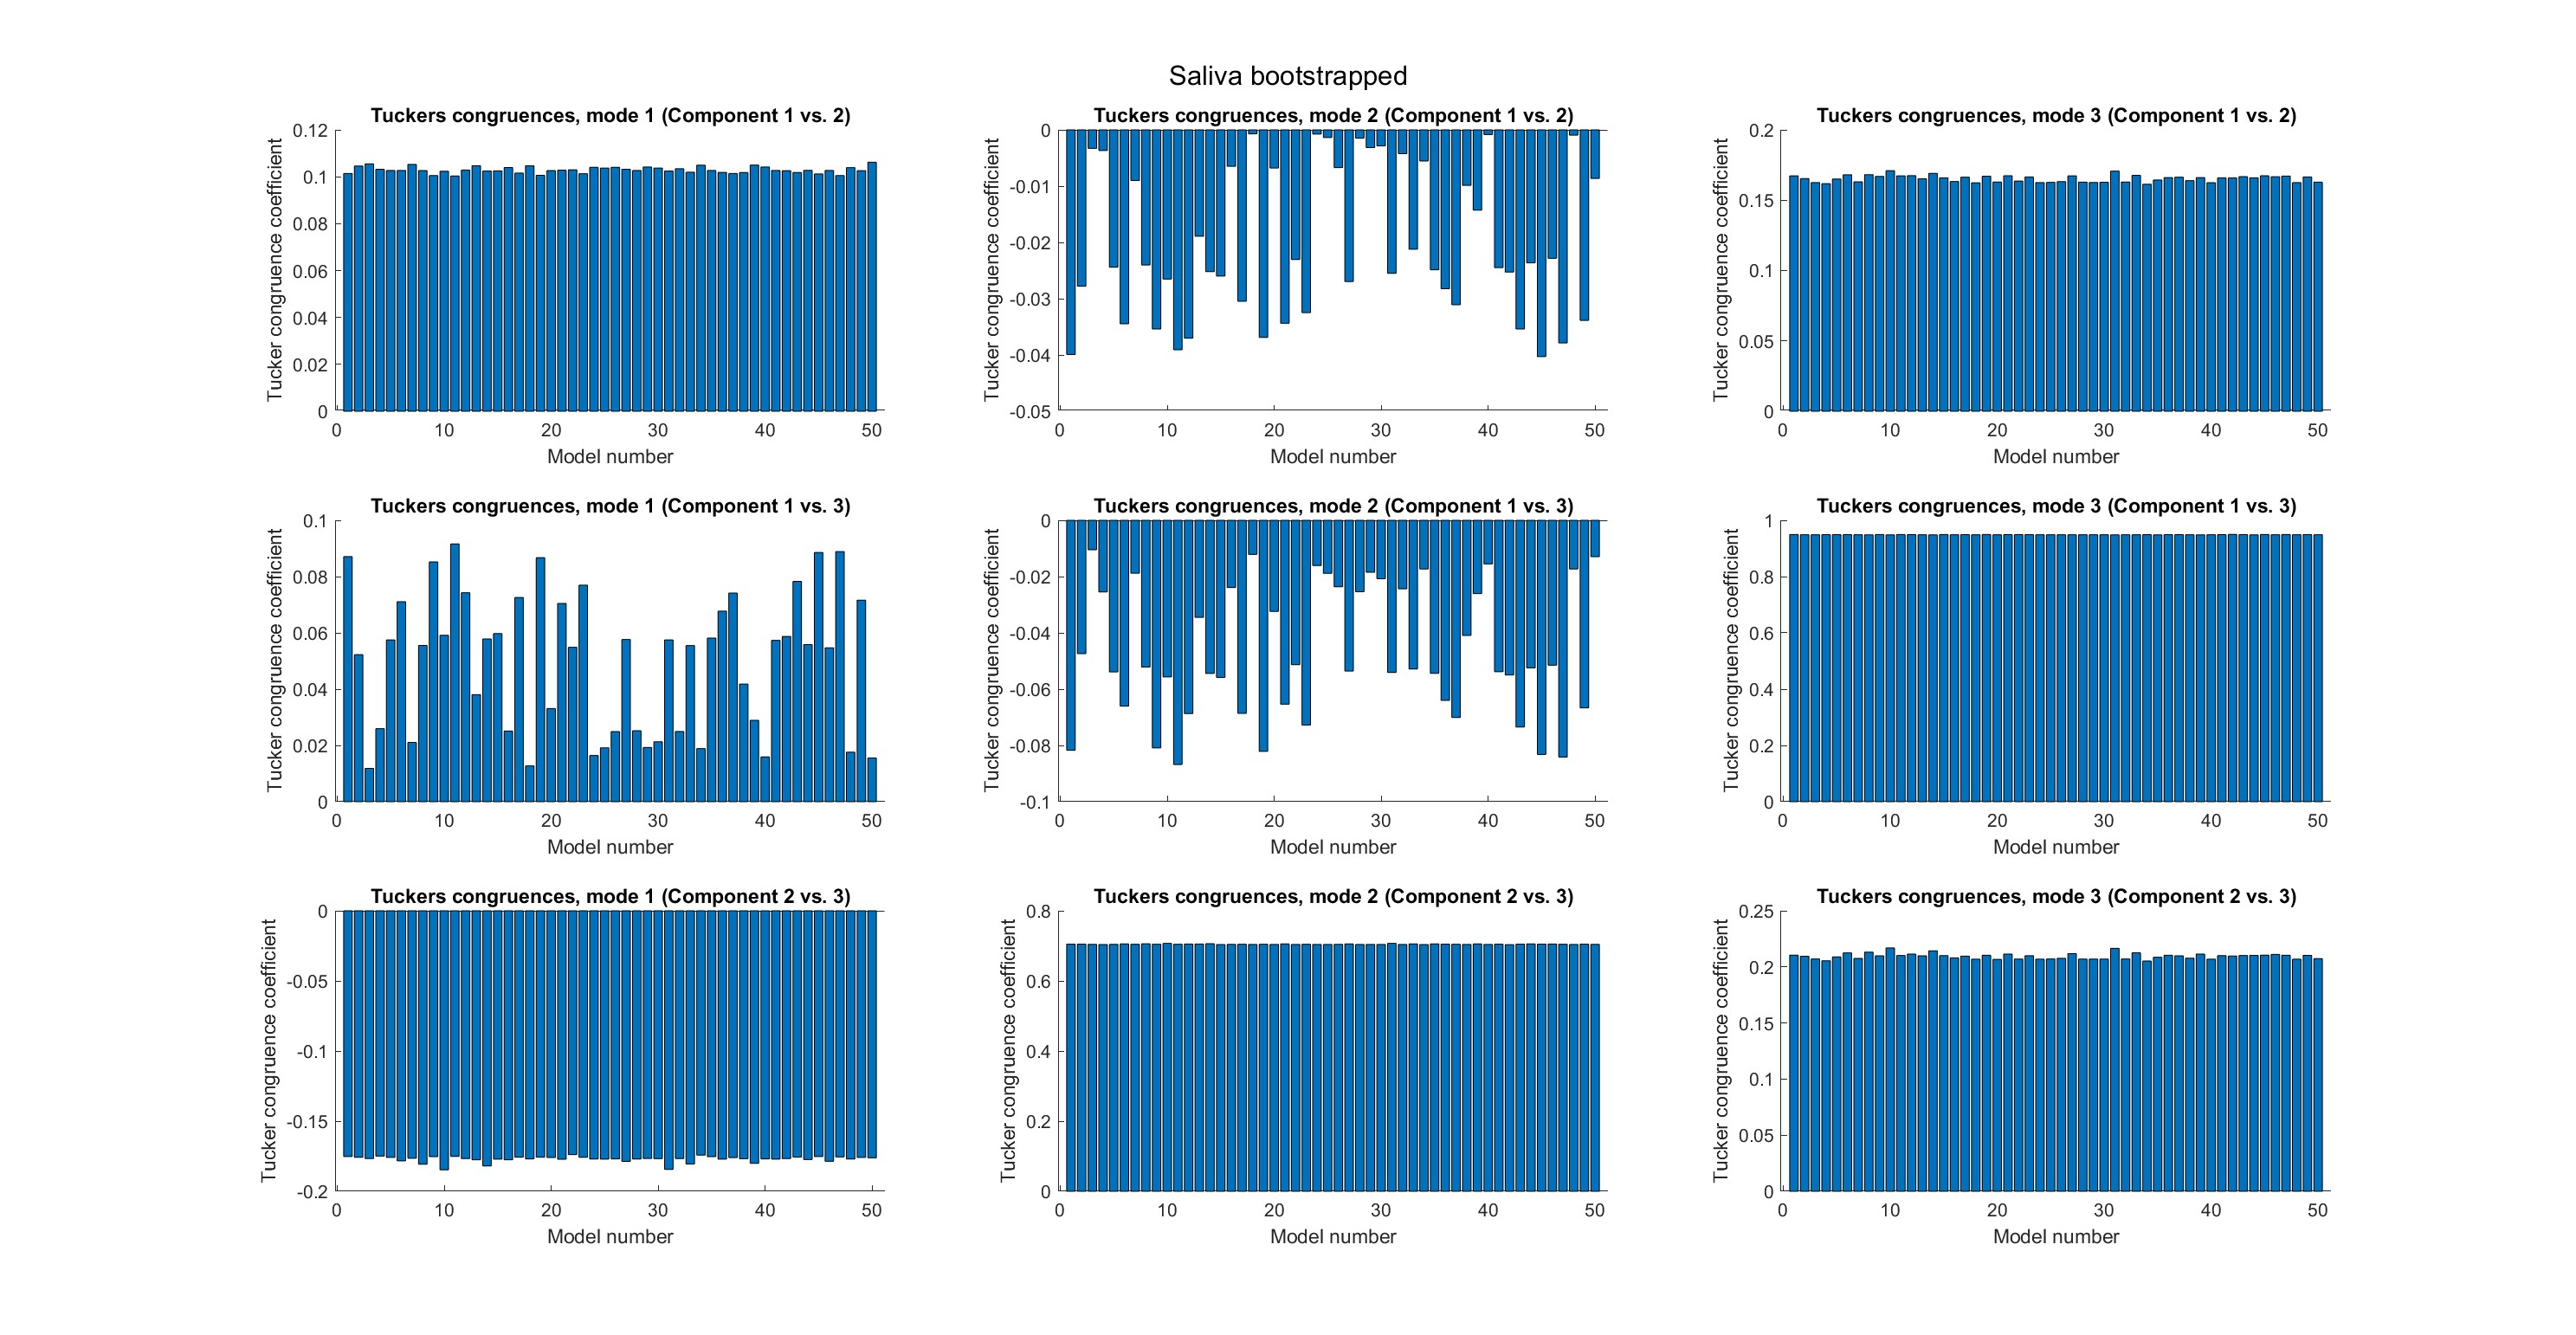 Saliva bootstrapped
Tuckers congruences, mode 1 (Component 1 vs. 2)
Tucker congruence coefficient
0.12
0.1
0.08
0.06
0.04
0.02
0
0 10 20 30 40 50
Model number
Tuckers congruences, mode 2 (Component 1 vs. 2)
Tucker congruence coefficient
0
-0.01
-0.02
-0.03
-0.04
-0.05
0 10 20 30 40 50
Model number
Tuckers congruences, mode 3 (Component 1 vs. 2)
Tucker congruence coefficient
0.2
0.15
0.1
0.05
0
0 10 20 30 40 50
Model number
Tuckers congruences, mode 1 (Component 1 vs. 3)
Tucker congruence coefficient
0.1
0.08
0.06
0.04
0.02
0
0 10 20 30 40 50
Model number
Tuckers congruences, mode 2 (Component 1 vs. 3)
Tucker congruence coefficient
0
-0.02
-0.04
-0.06
-0.08
-0.1
0 10 20 30 40 50
Model number
Tuckers congruences, mode 3 (Component 1 vs. 3)
Tucker congruence coefficient
1
0.8
0.6
0.4
0.2
0
0 10 20 30 40 50
Model number
Tuckers congruences, mode 1 (Component 2 vs. 3)
Tucker congruence coefficient
0
-0.05
-0.1
-0.15
-0.2
0 10 20 30 40 50
Model number
Tuckers congruences, mode 2 (Component 2 vs. 3)
Tucker congruence coefficient
0.8
0.6
0.4
0.2
0
0 10 20 30 40 50
Model number
Tuckers congruences, mode 3 (Component 2 vs. 3)
Tucker congruence coefficient
0.25
0.2
0.15
0.1
0.05
0
0 10 20 30 40 50
Model number